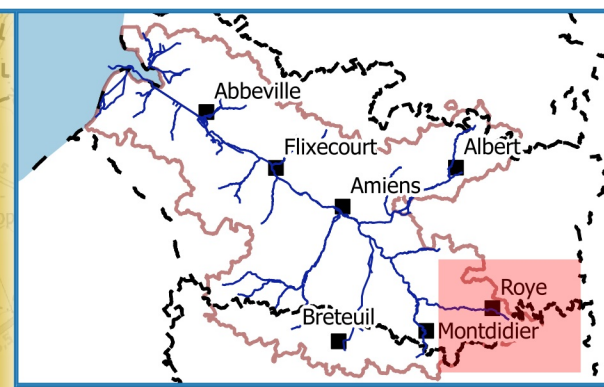 Abbeville
Flixecourt
Albert
Amiens
Roye
Breteuil
Montdidier